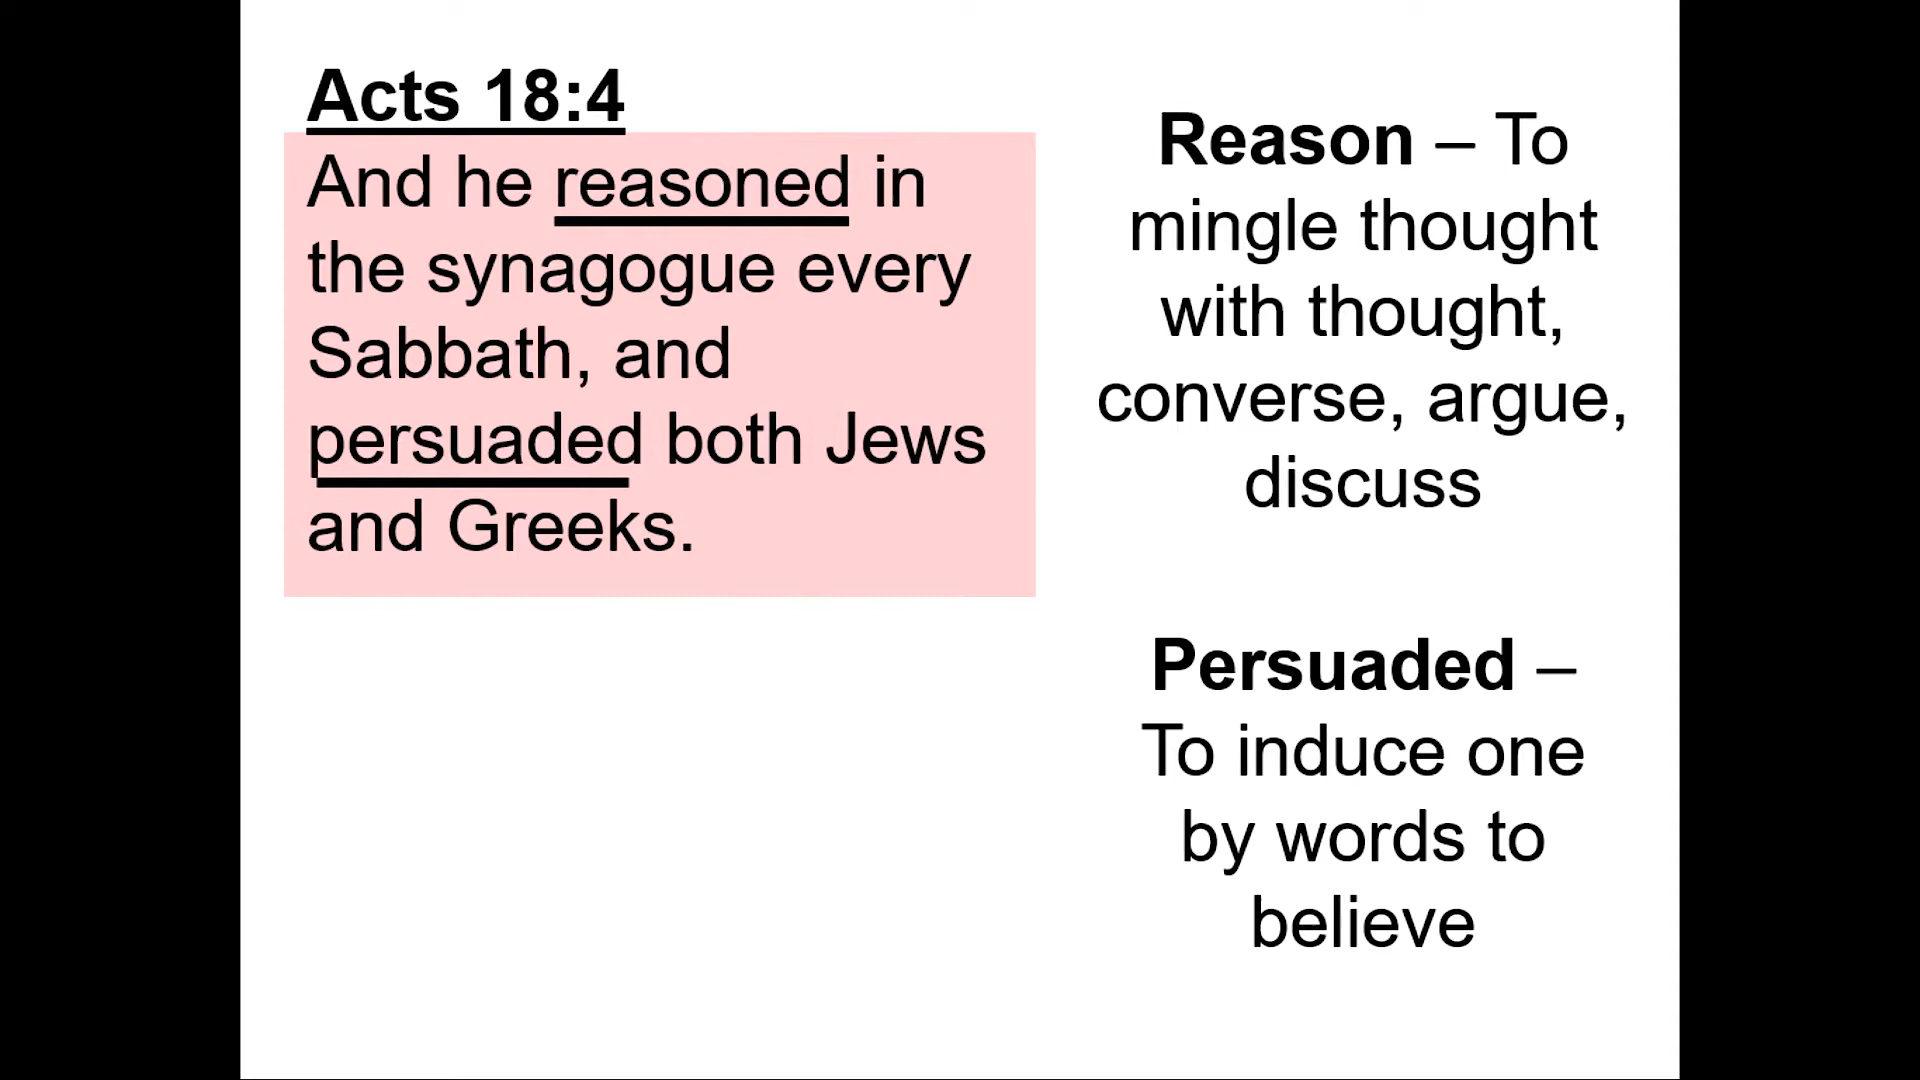 Acts 18:4
And he reasoned in
the synagogue every
Sabbath, and
persuaded both Jews
and Greeks.
Reason – To
mingle thought
with thought,
converse, argue,
discuss
Persuaded –
To induce one
by words to
believe